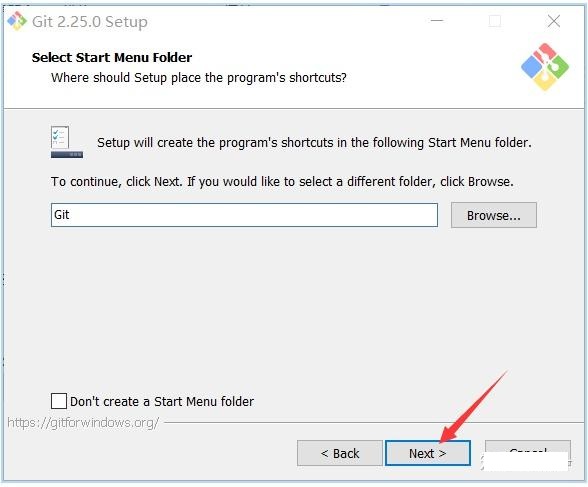 Git 2.25.0 Setup
Select Start Menu Folder
Where should Setup place the program's shortcuts?
Setup will create the program's shortcuts in the following Start Menu folder.
To continue, click Next. If you would like to select a different folder, click Browse.
Git
Browse...
Don't create a Start Menu folder
https://gitforwindows.org/
< Back
Next >